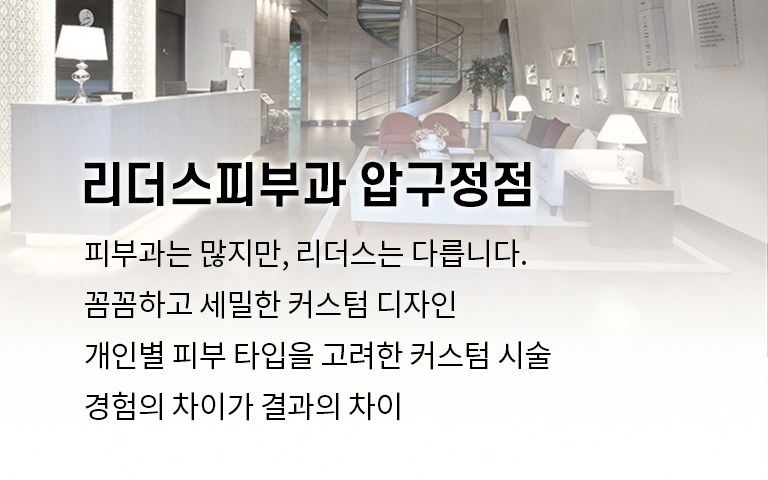 리더스피부과 압구정점
피부과는 많지만, 리더스는 다릅니다.
꼼꼼하고 세밀한 커스텀 디자인
개인별 피부 타입을 고려한 커스텀 시술
경험의 차이가 결과의 차이